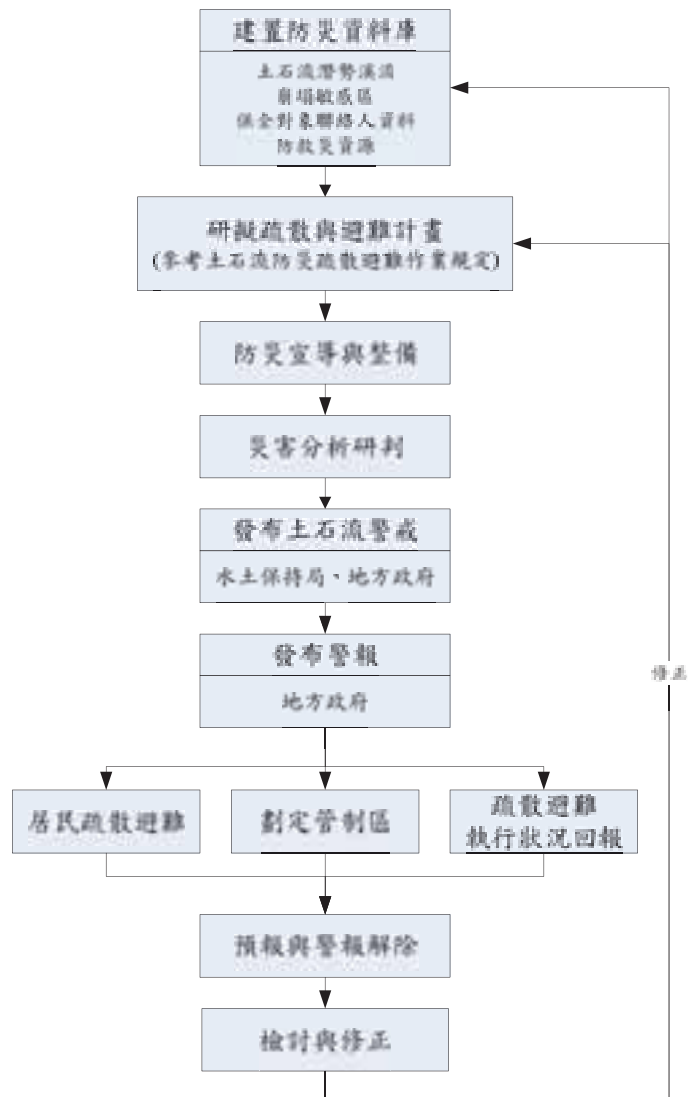 建置防災資料庫
土石流潛勢溪流
崩塌敏感區
保全對象聯絡人資料
防救災資源
研擬疏散與避難計畫
(參考土石流防災疏散避難作業規定)
防災宣導與整備
災害分析研判
發布土石流警戒
水土保持局、地方政府
發布警報
地方政府
修正
居民疏散避難
劃定管制區
疏散避難
執行狀況回報
預報與警報解除
檢討與修正